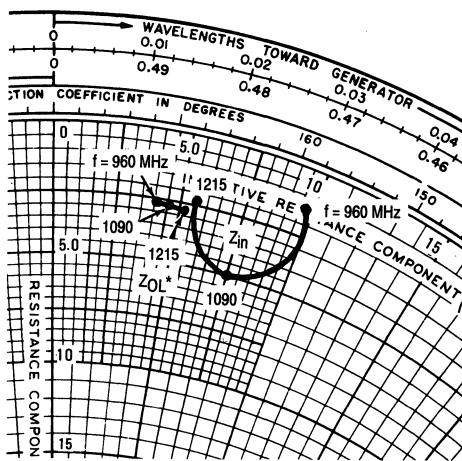 0
WAVELENGTHS TOWARD GENERATOR
0.01
0.02
0.03
0.04
0
0.49
0.48
0.47
0.46
CTION COEFFICIENT IN DEGREES
160
150
0
5.0
10
15
f = 960 MHz
1215
TIVE RE
ANCE COMPONENT
f = 960 MHz
1090
Zin
1215
5.0
ZOL*
1090
RESISTANCE COMPON
10
15